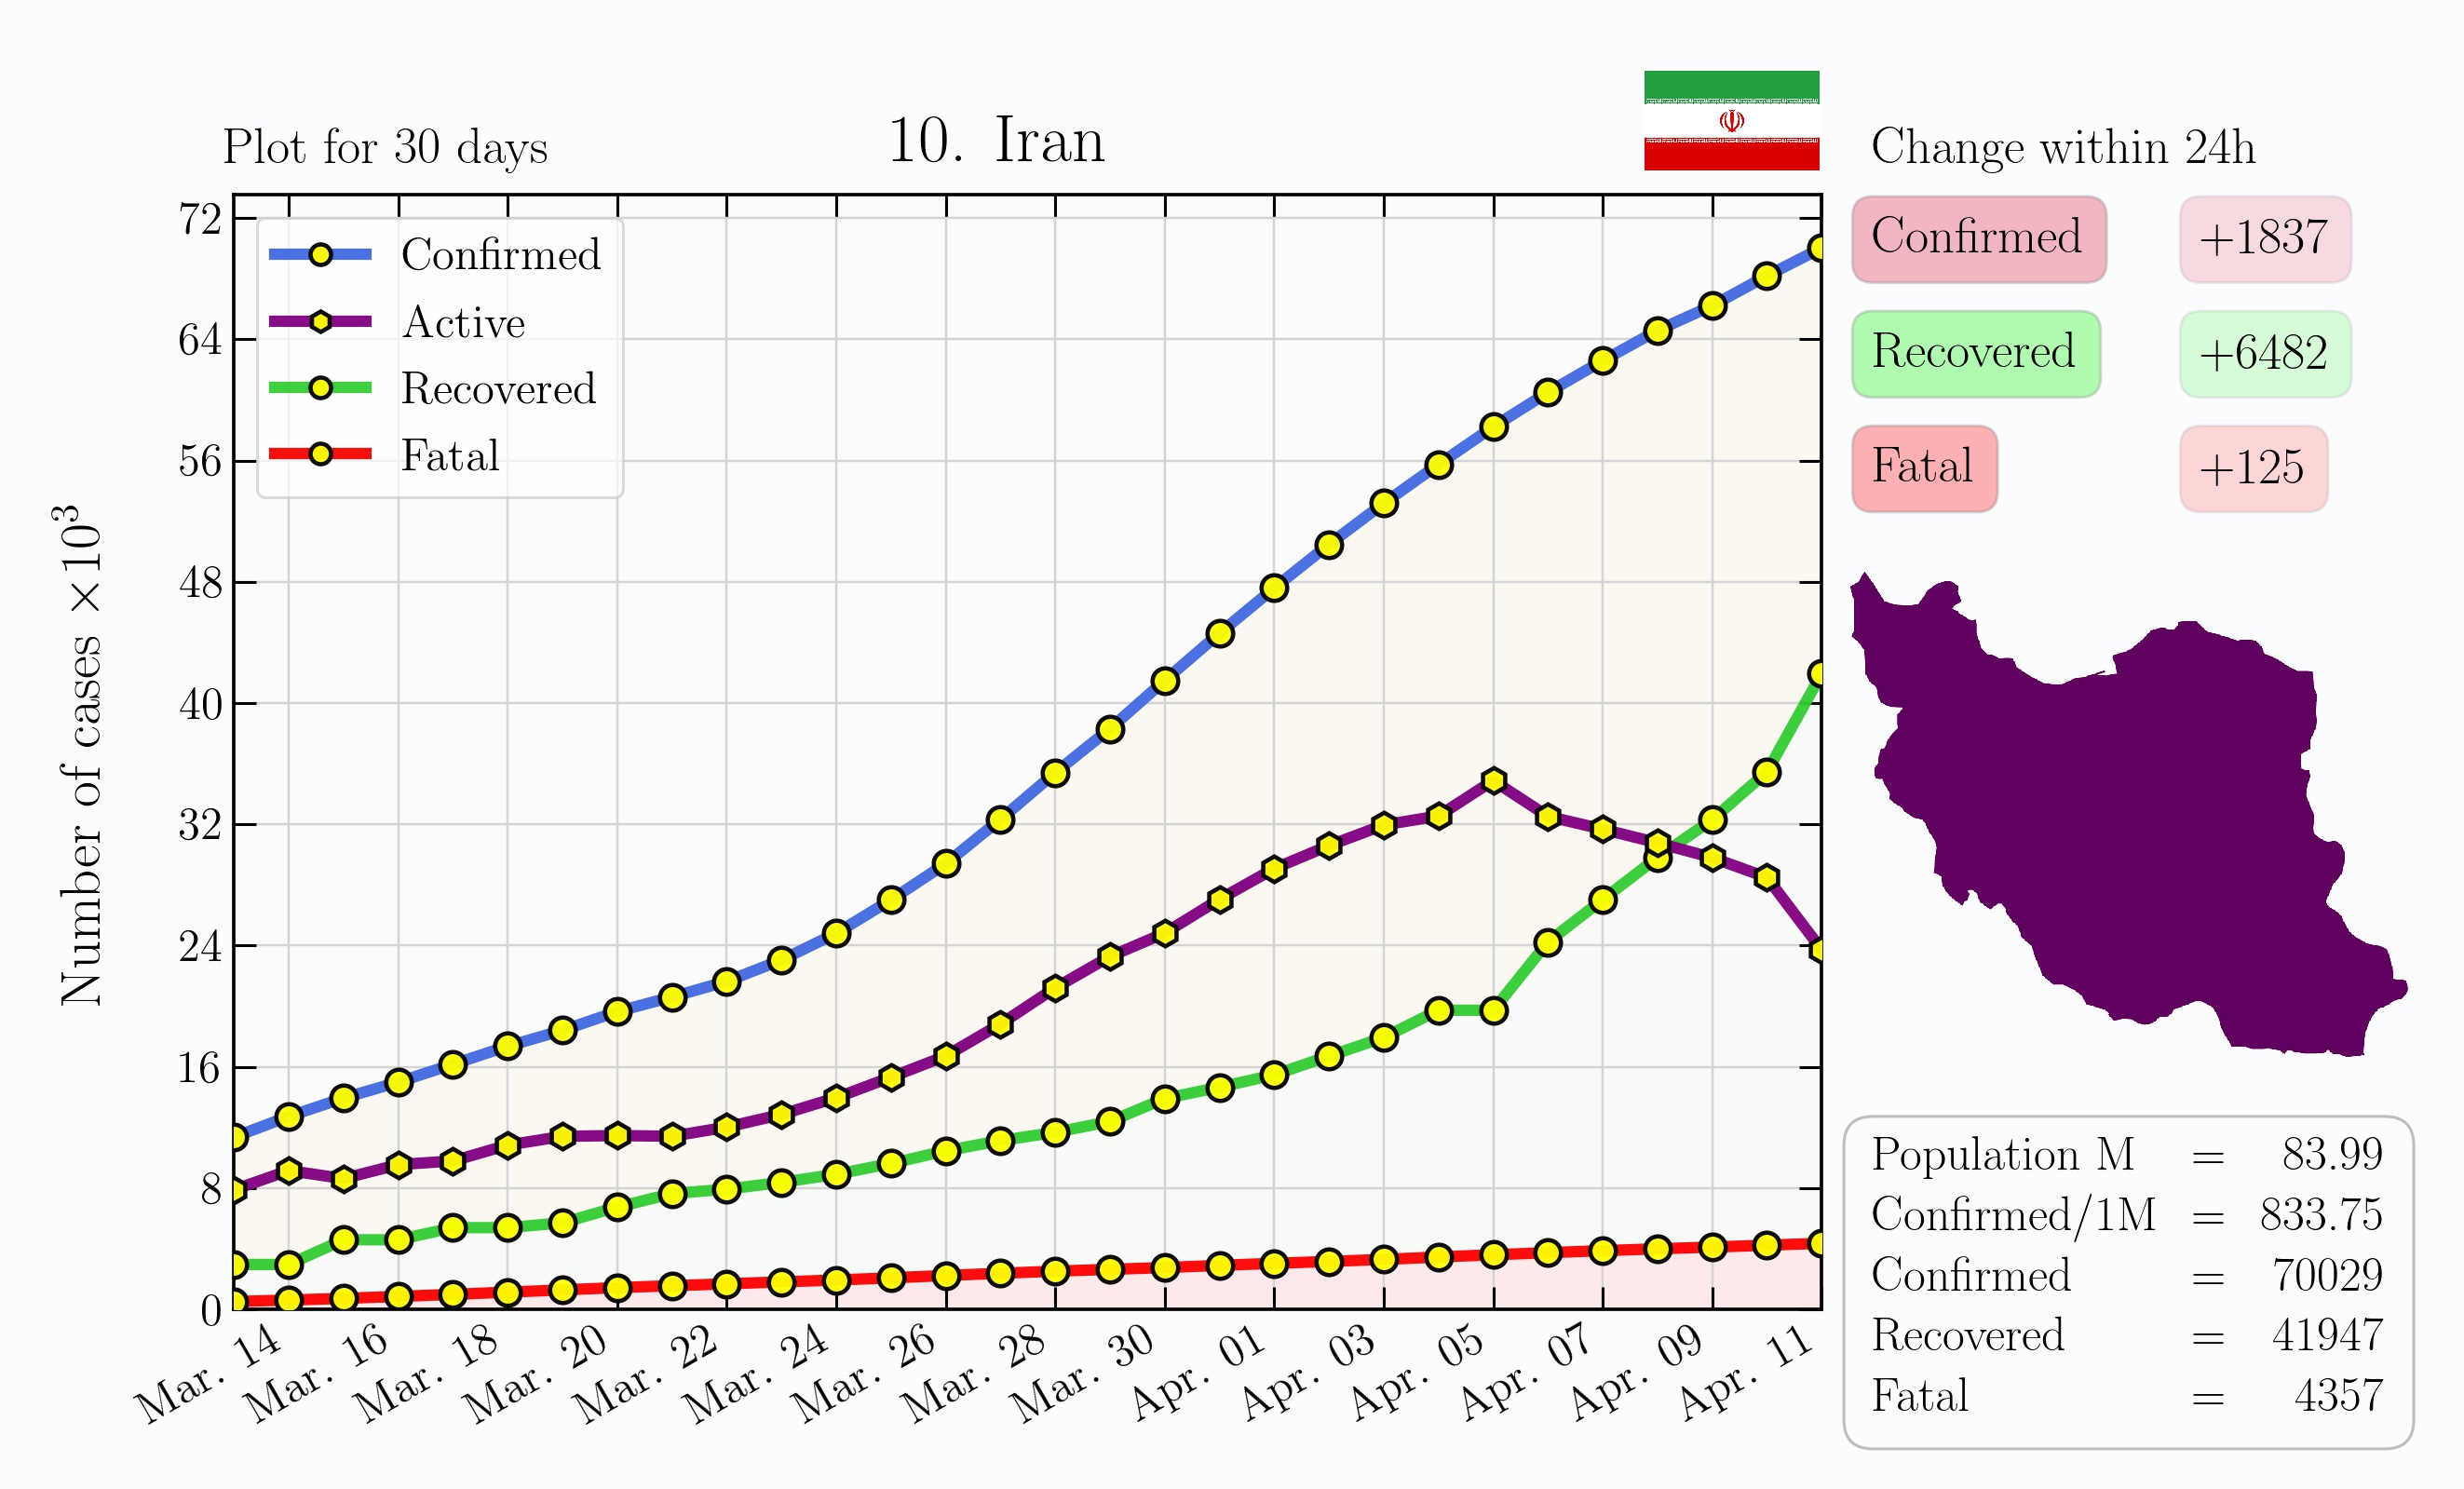 Plot for 30 days
10. Iran
Change within 24h
Confirmed +1837
Recovered +6482
Fatal +125
Confirmed
Active
Recovered
Fatal
Number of cases ×10³
72
64
56
48
40
32
24
16
8
0
Mar. 14
Mar. 16
Mar. 18
Mar. 20
Mar. 22
Mar. 24
Mar. 26
Mar. 28
Mar. 30
Apr. 01
Apr. 03
Apr. 05
Apr. 07
Apr. 09
Apr. 11
Population M = 83.99
Confirmed/1M = 833.75
Confirmed = 70029
Recovered = 41947
Fatal = 4357